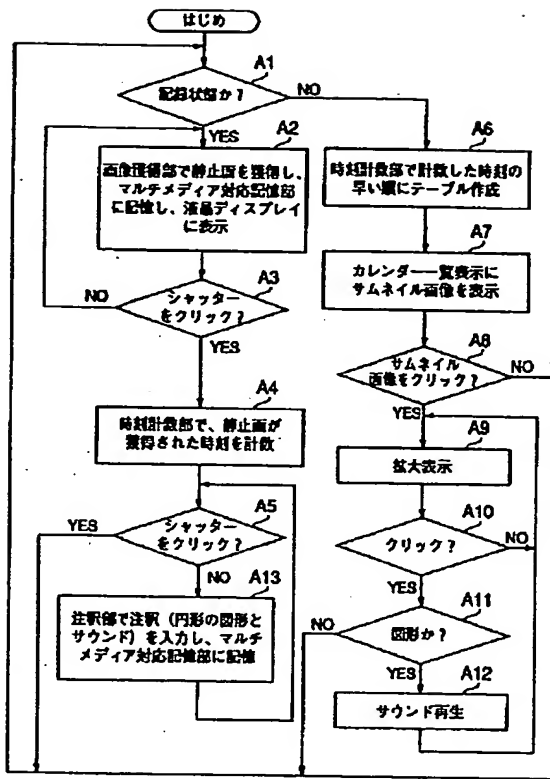 はじめ
A1
記録状態か?
NO
YES
A2
画像獲得部で静止画を獲得し、
マルチメディア対応記憶部
に記憶し、液晶ディスプレイ
に表示
A3
シャッター
をクリック?
NO
YES
A4
時刻計数部で、静止画が
獲得された時刻を計数
A5
シャッター
をクリック?
YES
NO
A13
注釈部で注釈(円形の図形と
サウンド)を入力し、マルチ
メディア対応記憶部に記憶
A6
時刻計数部で計数した時刻の
早い順にテーブル作成
A7
カレンダー一覧表示に
サムネイル画像を表示
A8
サムネイル
画像をクリック?
NO
YES
A9
拡大表示
A10
クリック?
NO
YES
A11
図形か?
NO
YES
A12
サウンド再生